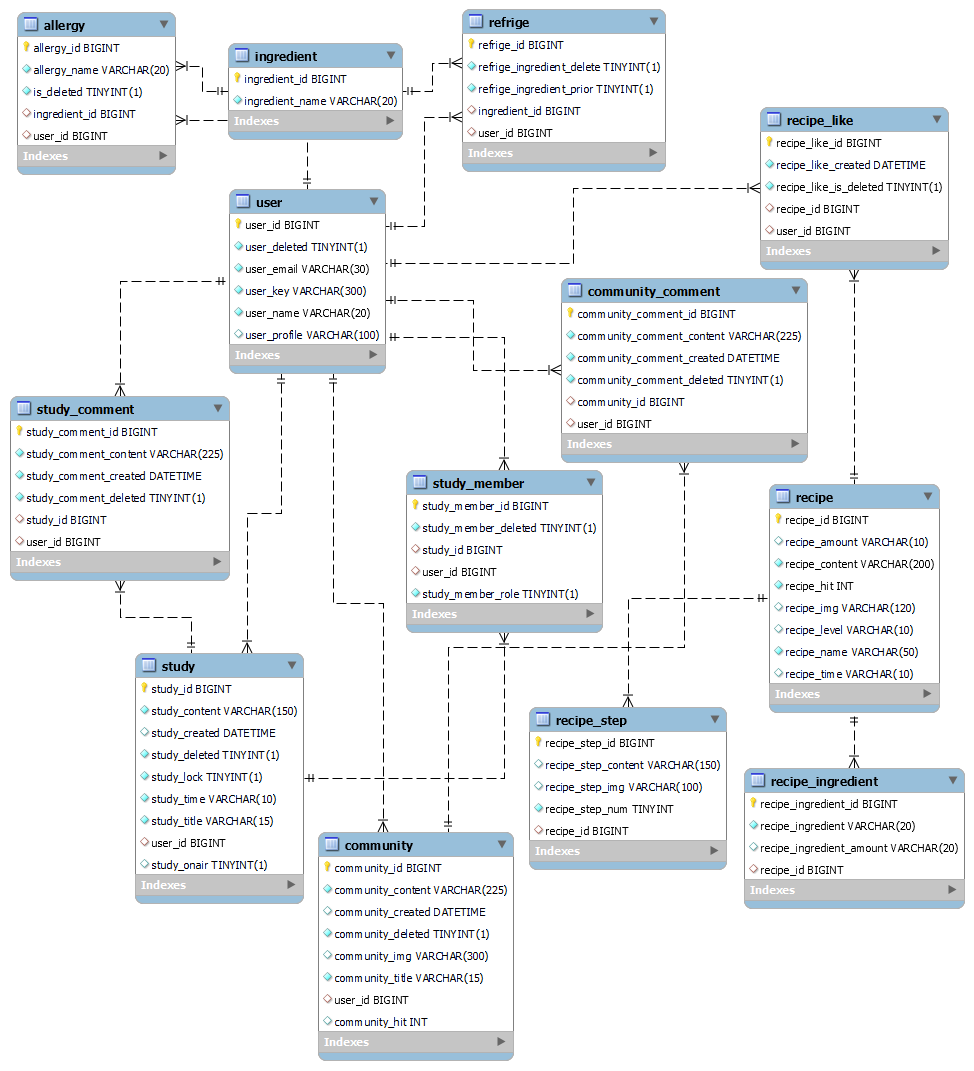 allergy
allergy_id BIGINT
allergy_name VARCHAR(20)
is_deleted TINYINT(1)
ingredient_id BIGINT
user_id BIGINT
Indexes
ingredient
ingredient_id BIGINT
ingredient_name VARCHAR(20)
Indexes
refrige
refrige_id BIGINT
refrige_ingredient_delete TINYINT(1)
refrige_ingredient_prior TINYINT(1)
ingredient_id BIGINT
user_id BIGINT
Indexes
recipe_like
recipe_like_id BIGINT
recipe_like_created DATETIME
recipe_like_is_deleted TINYINT(1)
recipe_id BIGINT
user_id BIGINT
Indexes
user
user_id BIGINT
user_deleted TINYINT(1)
user_email VARCHAR(30)
user_key VARCHAR(300)
user_name VARCHAR(20)
user_profile VARCHAR(100)
Indexes
community_comment
community_comment_id BIGINT
community_comment_content VARCHAR(225)
community_comment_created DATETIME
community_comment_deleted TINYINT(1)
community_id BIGINT
user_id BIGINT
Indexes
study_comment
study_comment_id BIGINT
study_comment_content VARCHAR(225)
study_comment_created DATETIME
study_comment_deleted TINYINT(1)
study_id BIGINT
user_id BIGINT
Indexes
study_member
study_member_id BIGINT
study_member_deleted TINYINT(1)
study_id BIGINT
user_id BIGINT
study_member_role TINYINT(1)
Indexes
recipe
recipe_id BIGINT
recipe_amount VARCHAR(10)
recipe_content VARCHAR(200)
recipe_hit INT
recipe_img VARCHAR(120)
recipe_level VARCHAR(10)
recipe_name VARCHAR(50)
recipe_time VARCHAR(10)
Indexes
study
study_id BIGINT
study_content VARCHAR(150)
study_created DATETIME
study_deleted TINYINT(1)
study_lock TINYINT(1)
study_time VARCHAR(10)
study_title VARCHAR(15)
user_id BIGINT
study_onair TINYINT(1)
Indexes
recipe_step
recipe_step_id BIGINT
recipe_step_content VARCHAR(150)
recipe_step_img VARCHAR(100)
recipe_step_num TINYINT
recipe_id BIGINT
Indexes
recipe_ingredient
recipe_ingredient_id BIGINT
recipe_ingredient VARCHAR(20)
recipe_ingredient_amount VARCHAR(20)
recipe_id BIGINT
Indexes
community
community_id BIGINT
community_content VARCHAR(225)
community_created DATETIME
community_deleted TINYINT(1)
community_img VARCHAR(300)
community_title VARCHAR(15)
user_id BIGINT
community_hit INT
Indexes